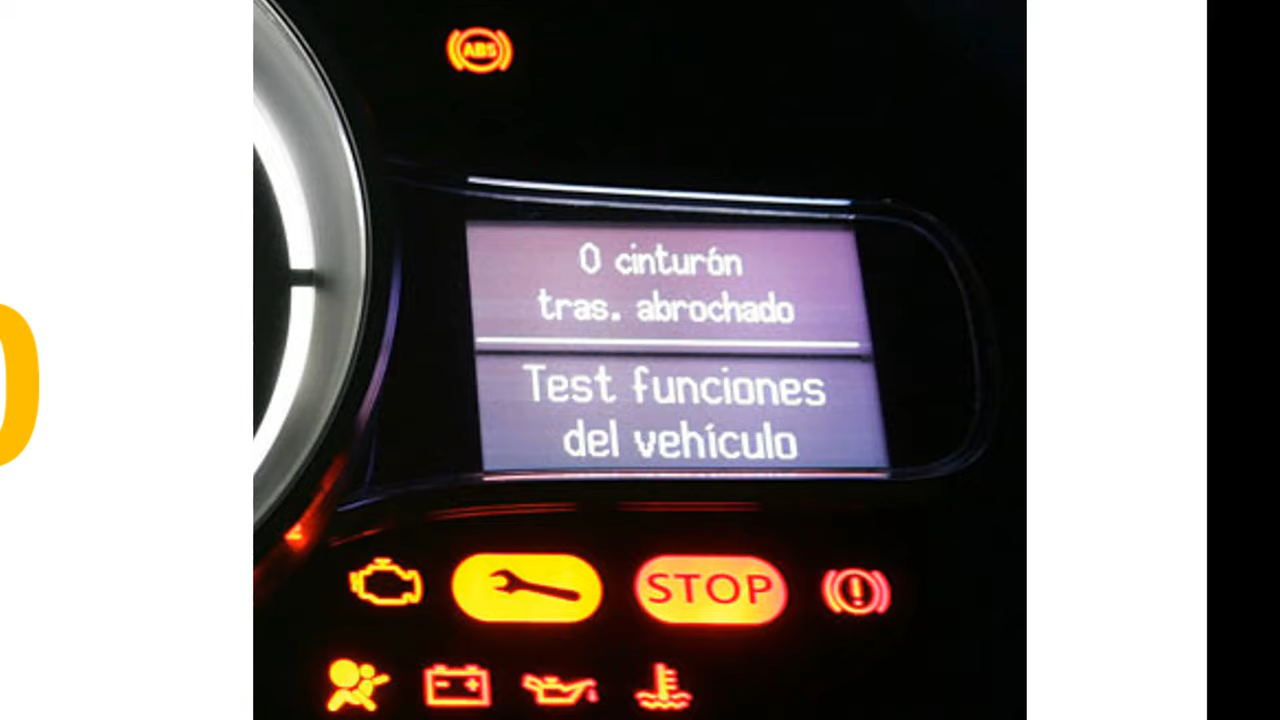 ABS
0 cinturón
tras. abrochado
Test funciones
del vehículo
STOP